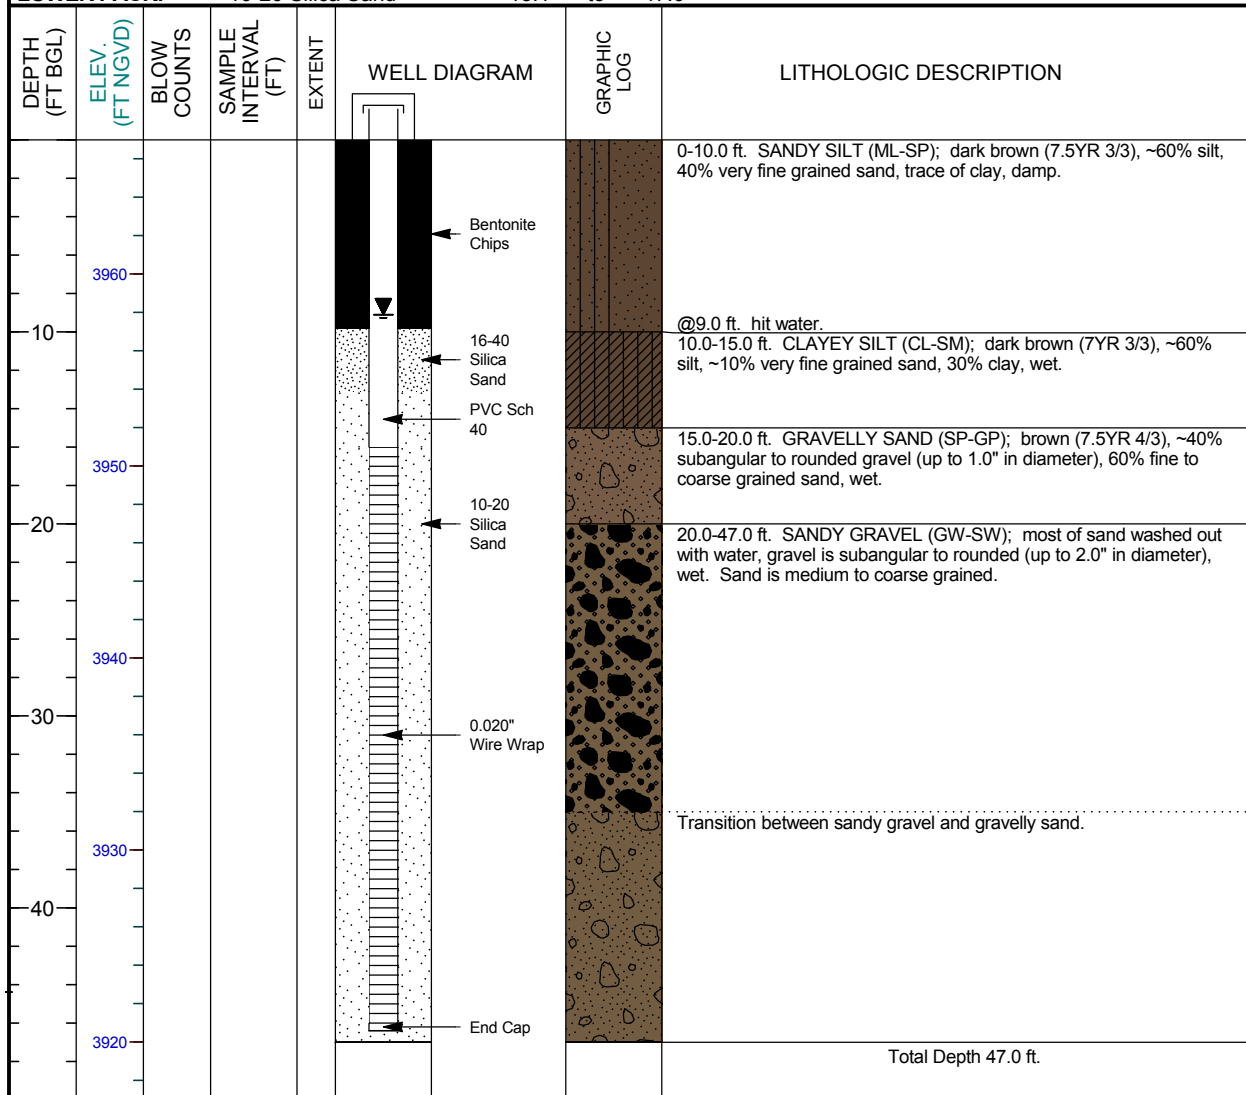 10-20 Silica Sand to
DEPTH
(FT BGL)
ELEV.
(FT NGVD)
BLOW
COUNTS
SAMPLE
INTERVAL
(FT)
EXTENT
WELL DIAGRAM
GRAPHIC
LOG
LITHOLOGIC DESCRIPTION
0-10.0 ft. SANDY SILT (ML-SP); dark brown (7.5YR 3/3), ~60% silt,
40% very fine grained sand, trace of clay, damp.
Bentonite
Chips
3960
@9.0 ft. hit water.
10
16-40
Silica
Sand
10.0-15.0 ft. CLAYEY SILT (CL-SM); dark brown (7YR 3/3), ~60%
silt, ~10% very fine grained sand, 30% clay, wet.
PVC Sch
40
15.0-20.0 ft. GRAVELLY SAND (SP-GP); brown (7.5YR 4/3), ~40%
subangular to rounded gravel (up to 1.0" in diameter), 60% fine to
coarse grained sand, wet.
3950
10-20
Silica
Sand
20
20.0-47.0 ft. SANDY GRAVEL (GW-SW); most of sand washed out
with water, gravel is subangular to rounded (up to 2.0" in diameter),
wet. Sand is medium to coarse grained.
3940
30
0.020"
Wire Wrap
Transition between sandy gravel and gravelly sand.
3930
40
End Cap
3920
Total Depth 47.0 ft.